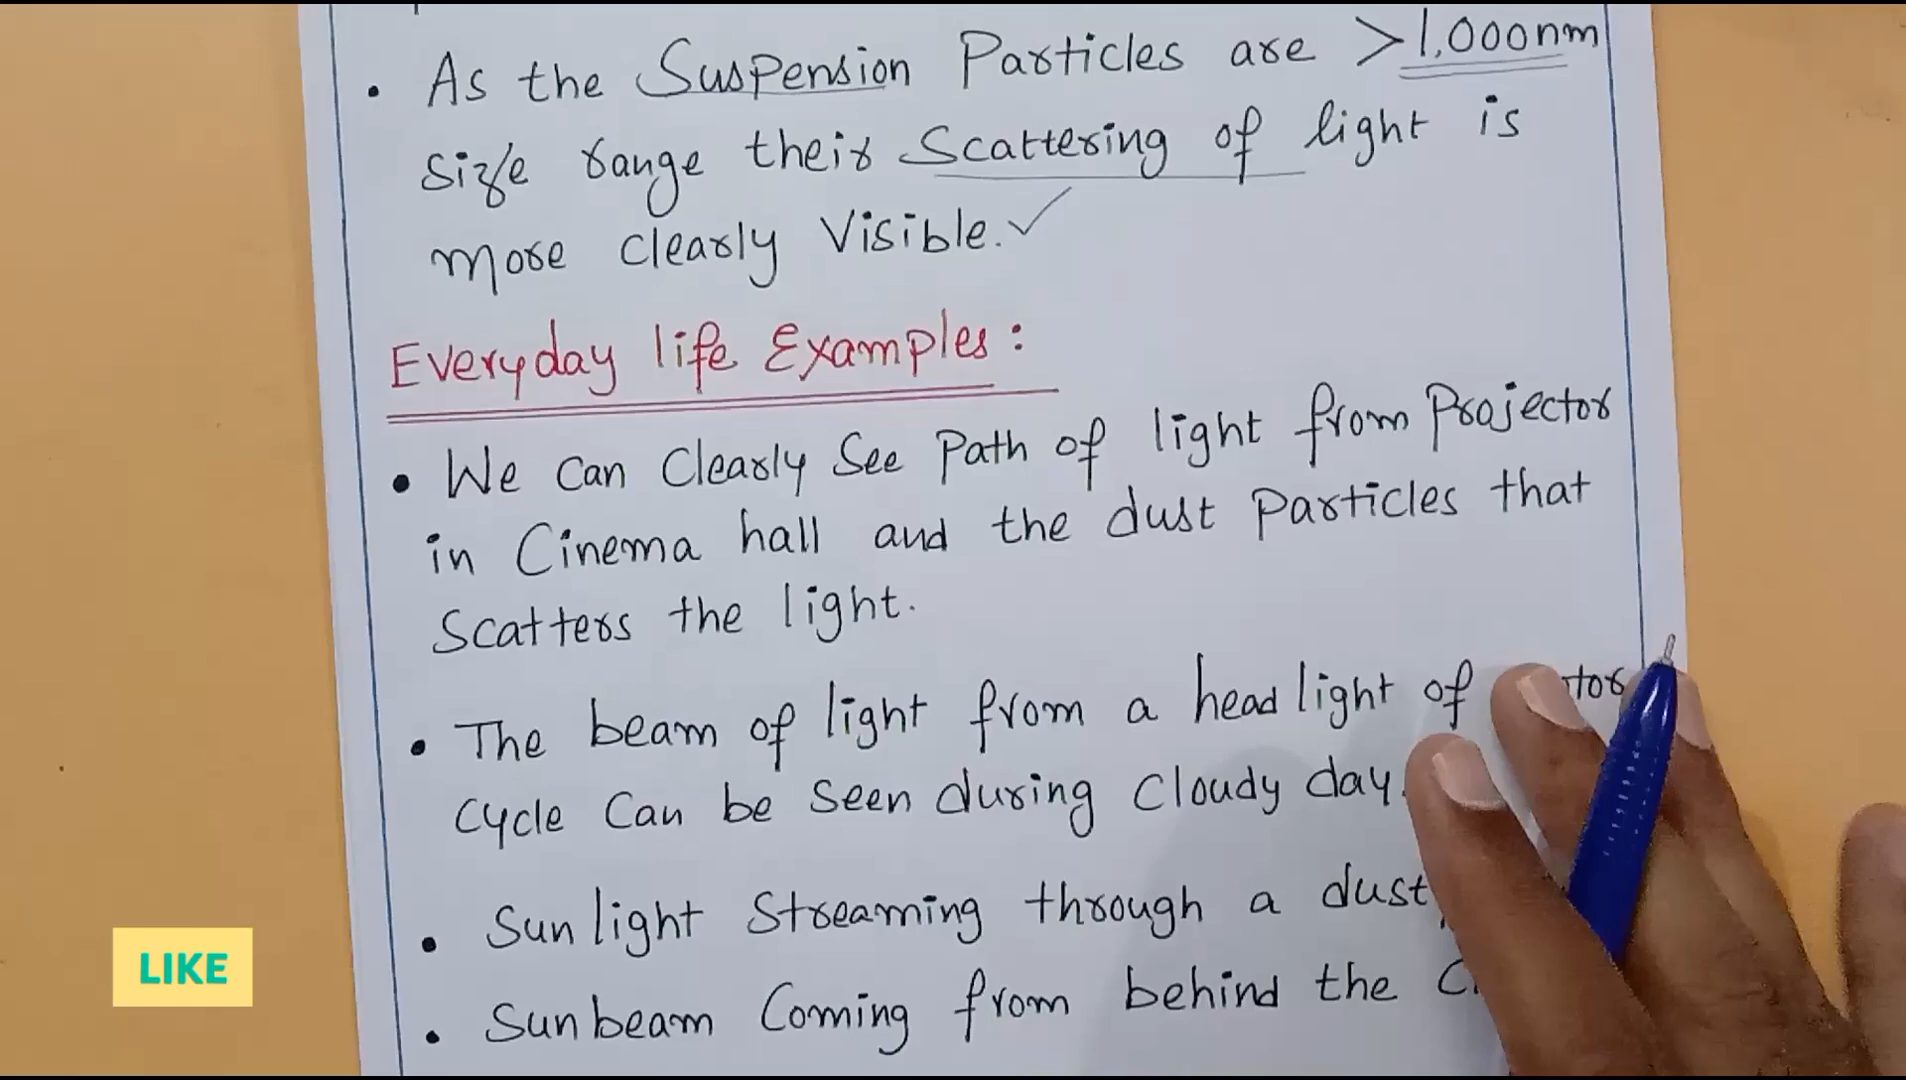 • As the Suspension Particles are >1,000nm
size range their Scattering of light is
more clearly Visible. ✓
Everyday life Examples:
• We can clearly See Path of light from Projector
in Cinema hall and the dust Particles that
Scatters the light.
• The beam of light from a head light of
cycle can be seen during cloudy day.
• Sun light Streaming through a
• Sun beam Coming from behind the
LIKE